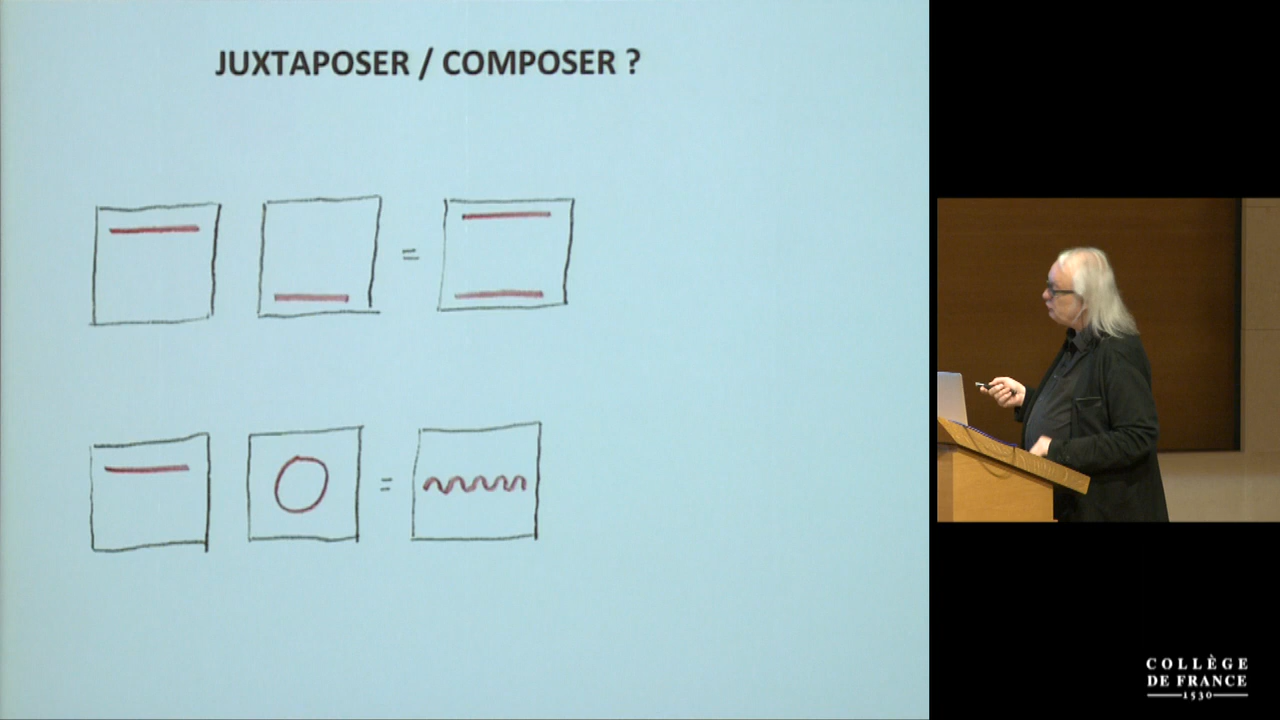 JUXTAPOSER / COMPOSER ?
=
=
COLLÈGE
DE FRANCE
1530